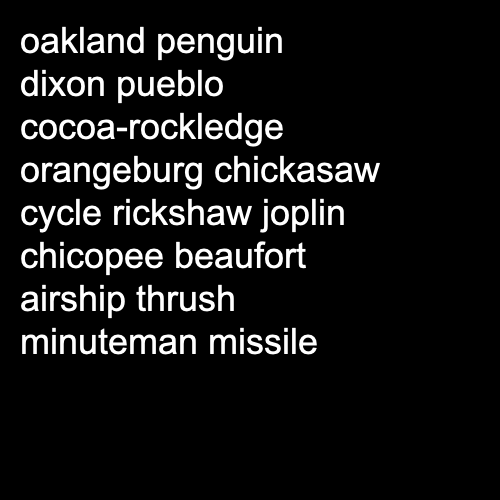 oakland penguin
dixon pueblo
cocoa-rockledge
orangeburg chickasaw
cycle rickshaw joplin
chicopee beaufort
airship thrush
minuteman missile